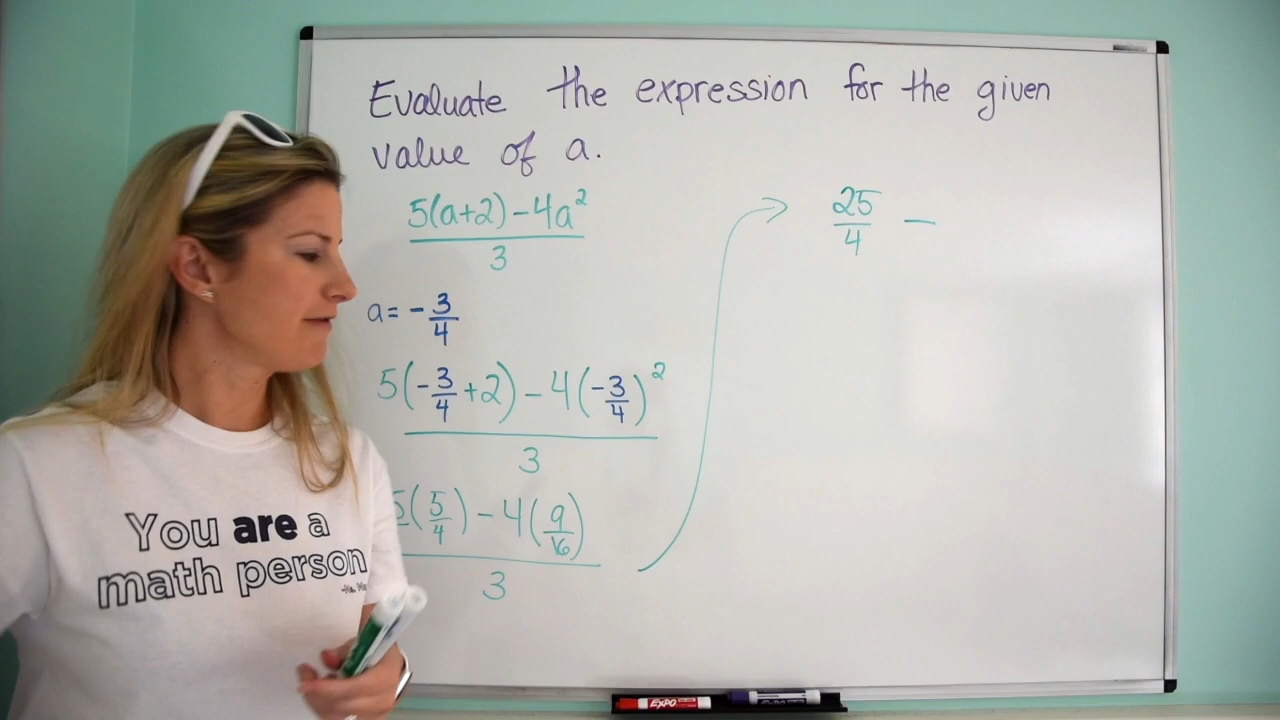 Evaluate the expression for the given
value of a.
5(a+2)-4a²
3
a = -3/4
5(-3/4+2)-4(-3/4)²
3
5(5/4)-4(9/16)
3
25/4 -
You are a
math person
EXPO
EXPO